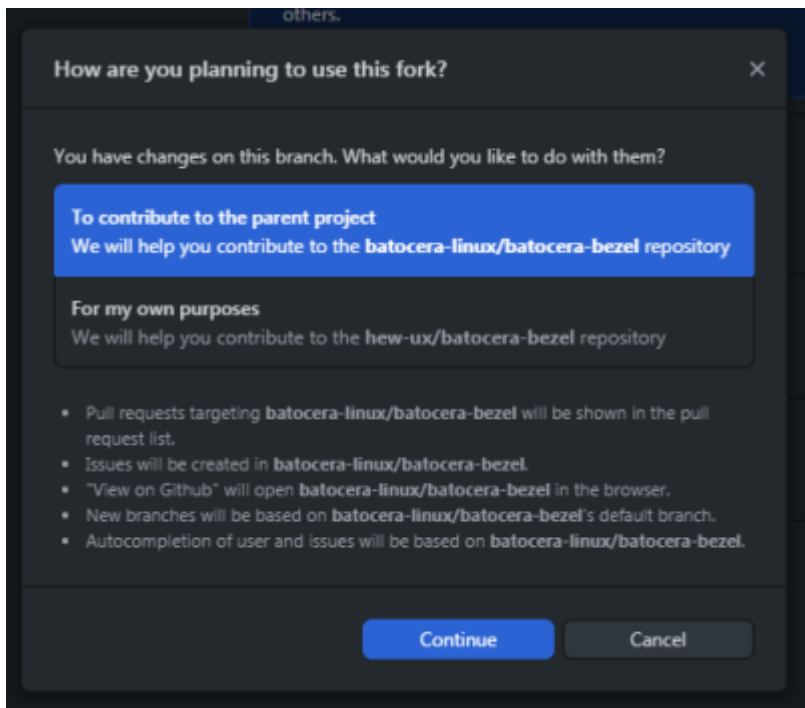 others.
How are you planning to use this fork?
You have changes on this branch. What would you like to do with them?
To contribute to the parent project
We will help you contribute to the batocera-linux/batocera-bezel repository
For my own purposes
We will help you contribute to the hew-ux/batocera-bezel repository
• Pull requests targeting batocera-linux/batocera-bezel will be shown in the pull
request list.
• Issues will be created in batocera-linux/batocera-bezel.
• "View on Github" will open batocera-linux/batocera-bezel in the browser.
• New branches will be based on batocera-linux/batocera-bezel's default branch.
• Autocompletion of user and issues will be based on batocera-linux/batocera-bezel.
Continue Cancel